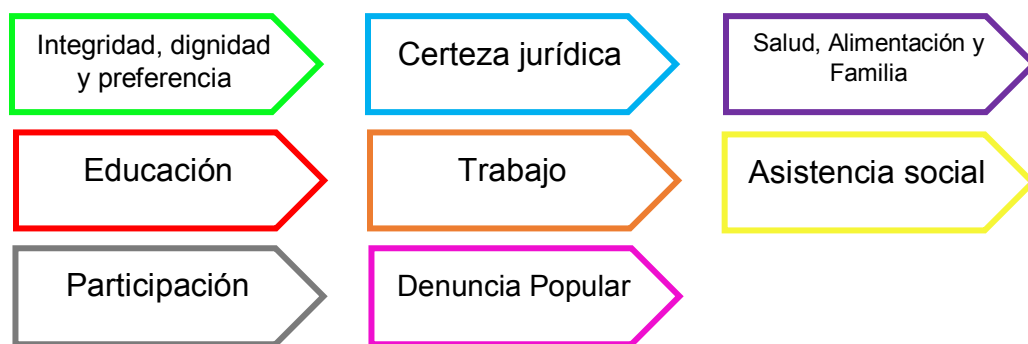 Integridad, dignidad
y preferencia
Certeza jurídica
Salud, Alimentación y
Familia
Educación
Trabajo
Asistencia social
Participación
Denuncia Popular